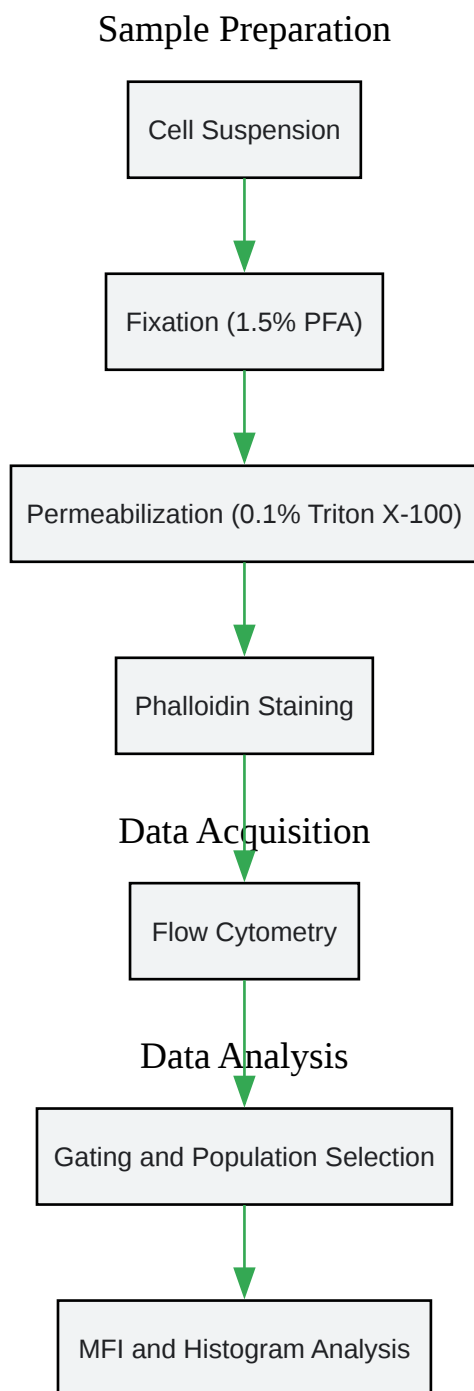 Sample Preparation
Cell Suspension
Fixation (1.5% PFA)
Permeabilization (0.1% Triton X-100)
Phalloidin Staining
Data Acquisition
Flow Cytometry
Data Analysis
Gating and Population Selection
MFI and Histogram Analysis